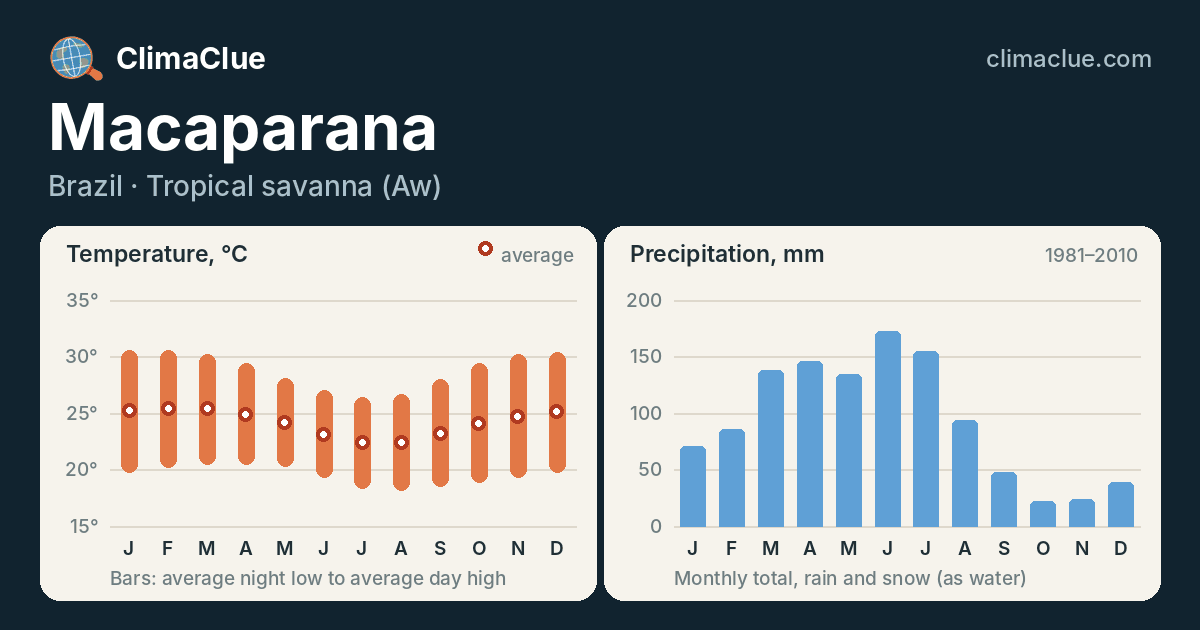 ClimaClue
climaclue.com
Macaparana
Brazil · Tropical savanna (Aw)
Temperature, °C
average
35°
30°
25°
20°
15°
J F M A M J J A S O N D
Bars: average night low to average day high
Precipitation, mm
1981–2010
200
150
100
50
0
J F M A M J J A S O N D
Monthly total, rain and snow (as water)